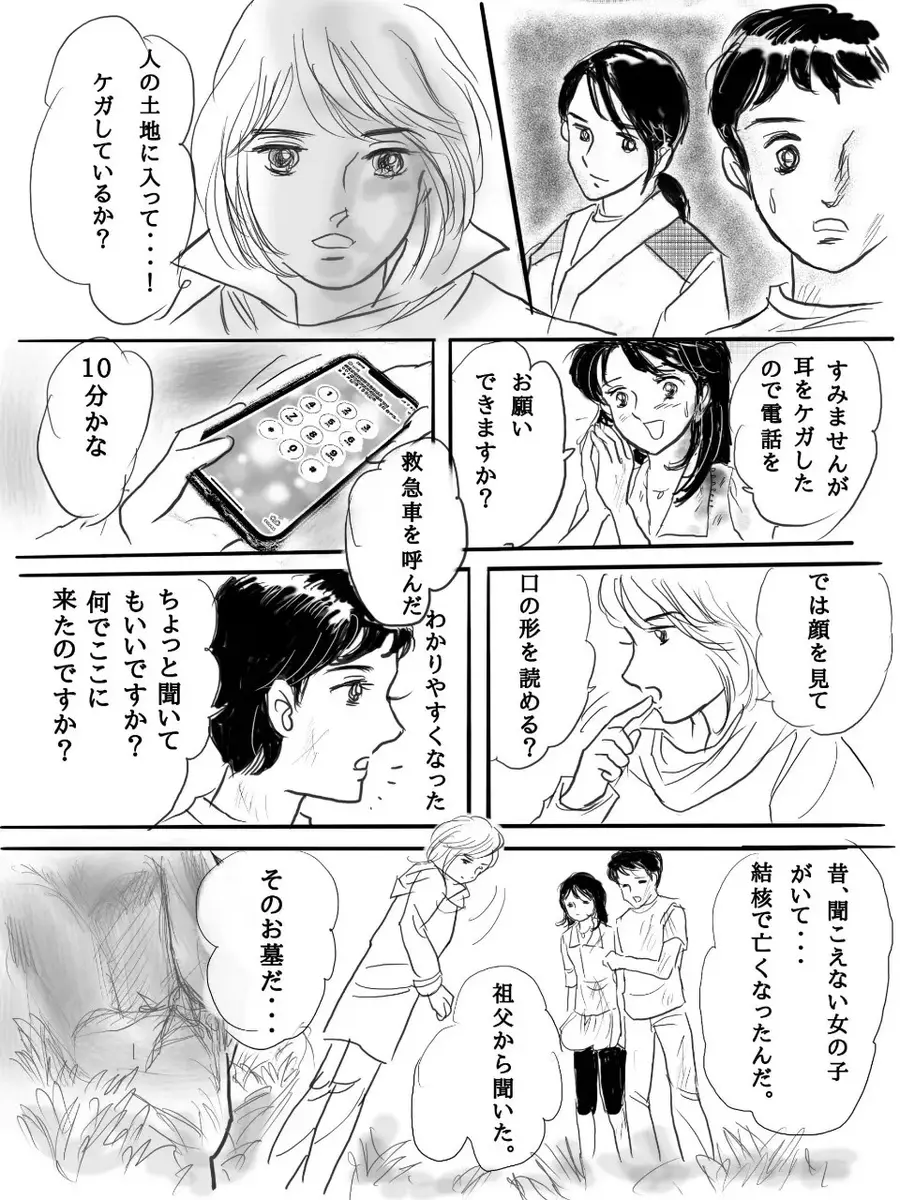 人の土地に入って・・・・！
ケガしているか？
すみませんが
耳をケガした
ので電話を
お願い
できますか？
救急車を呼んだ
10分かな
では顔を見て
口の形を読める？
わかりやすくなった
ちょっと聞いて
もいいですか？
何でここに
来たのですか？
昔、聞こえない女の子
がいて・・・
結核で亡くなったんだ。
祖父から聞いた。
そのお墓だ・・・